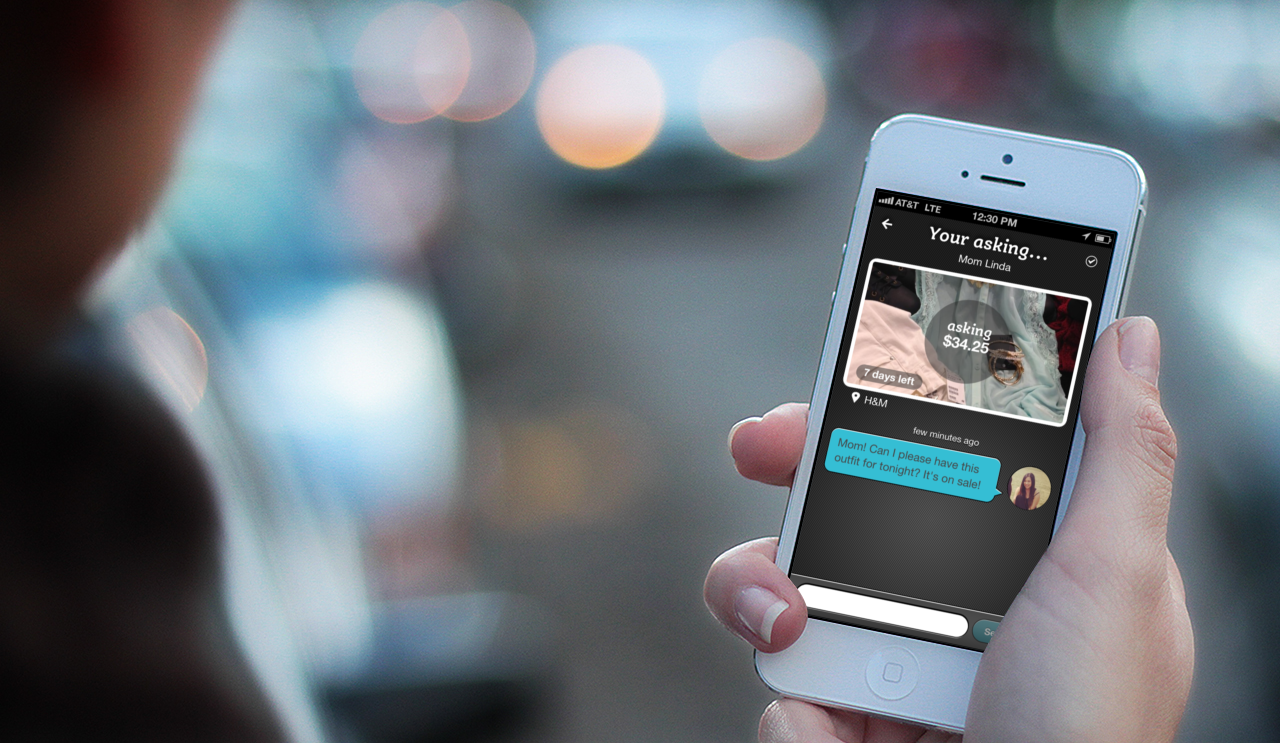 AT&T LTE 12:30 PM
Your asking...
Mom Linda
asking
$34.25
7 days left
H&M
few minutes ago
Mom! Can I please have this
outfit for tonight? It's on sale!